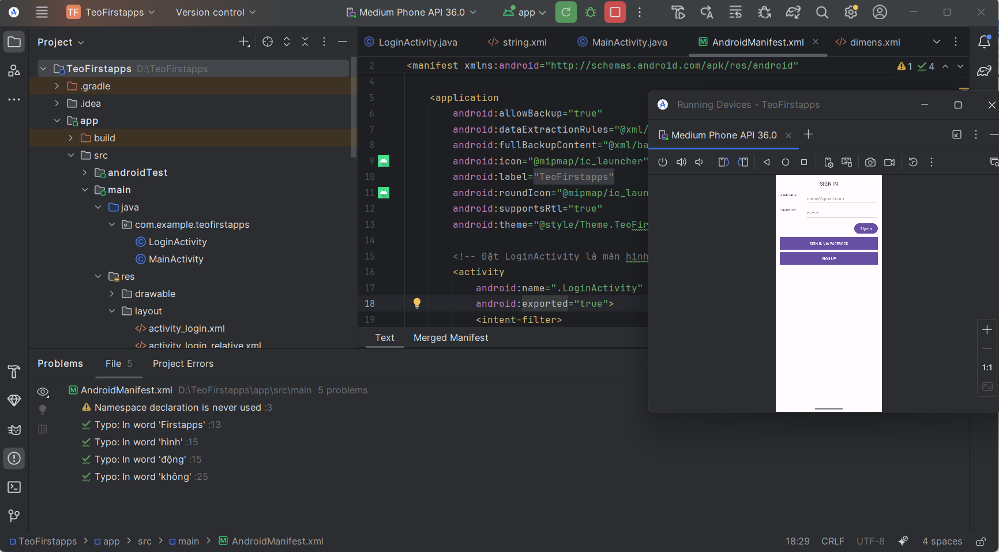 TF TeoFirstapps Version control Medium Phone API 36.0 app
Project
LoginActivity.java string.xml MainActivity.java AndroidManifest.xml dimens.xml
TeoFirstapps D:\TeoFirstapps
.gradle
.idea
app
build
src
androidTest
main
java
com.example.teofirstapps
LoginActivity
MainActivity
res
drawable
layout
activity_login.xml
activity_login_relative.xml
2 <manifest xmlns:android="http://schemas.android.com/apk/res/android"
1 4
4
5 <application
6 android:allowBackup="true"
7 android:dataExtractionRules="@xml/
8 android:fullBackupContent="@xml/ba
9 android:icon="@mipmap/ic_launcher"
10 android:label="TeoFirstapps"
11 android:roundIcon="@mipmap/ic_laun
12 android:supportsRtl="true"
13 android:theme="@style/Theme.TeoFir
14
15 <!-- Đặt LoginActivity là màn hình
16 <activity
17 android:name=".LoginActivity"
18 android:exported="true">
19 <intent-filter>
Text Merged Manifest
Running Devices - TeoFirstapps
Medium Phone API 36.0
SIGN IN
Username:
name@gmail.com
Password:
Sign in
SIGN IN VIA FACEBOOK
SIGN UP
1:1
Problems File 5 Project Errors
AndroidManifest.xml D:\TeoFirstapps\app\src\main 5 problems
Namespace declaration is never used :3
Typo: In word 'Firstapps' :13
Typo: In word 'hình' :15
Typo: In word 'động' :15
Typo: In word 'không' :25
TeoFirstapps > app > src > main > AndroidManifest.xml
18:29 CRLF UTF-8 4 spaces